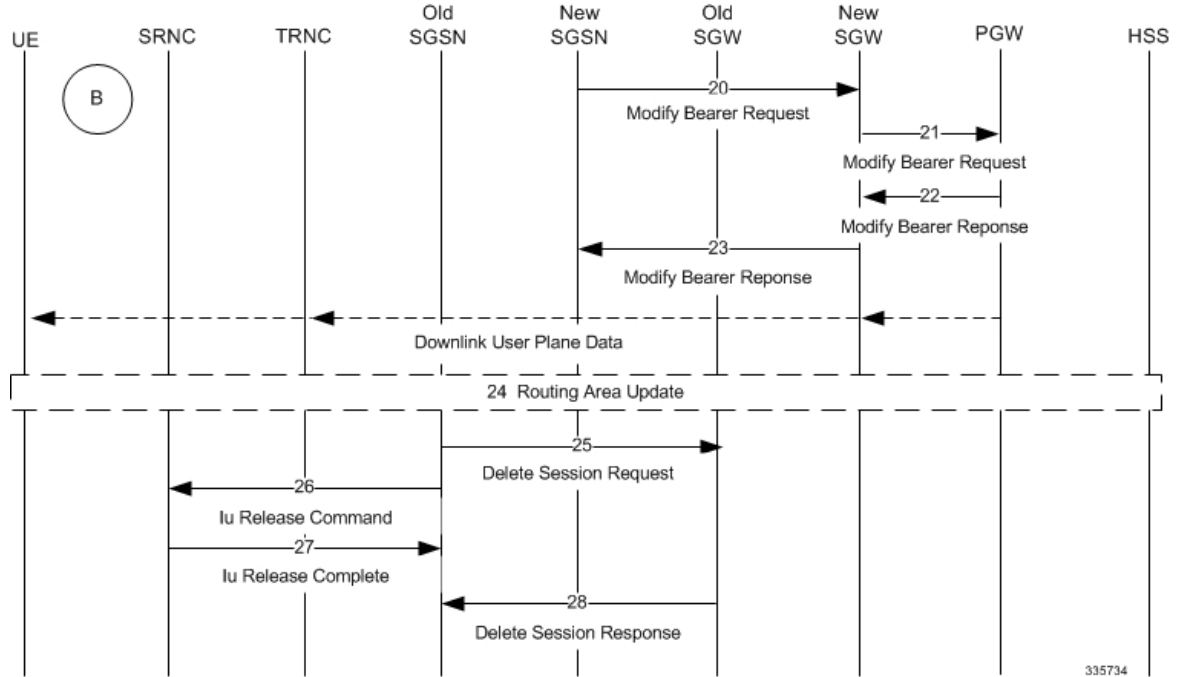 UE
SRNC
TRNC
Old
SGSN
New
SGSN
Old
SGW
New
SGW
PGW
HSS
B
20
Modify Bearer Request
21
Modify Bearer Request
22
Modify Bearer Reponse
23
Modify Bearer Reponse
Downlink User Plane Data
24 Routing Area Update
25
Delete Session Request
26
Iu Release Command
27
Iu Release Complete
28
Delete Session Response
335734